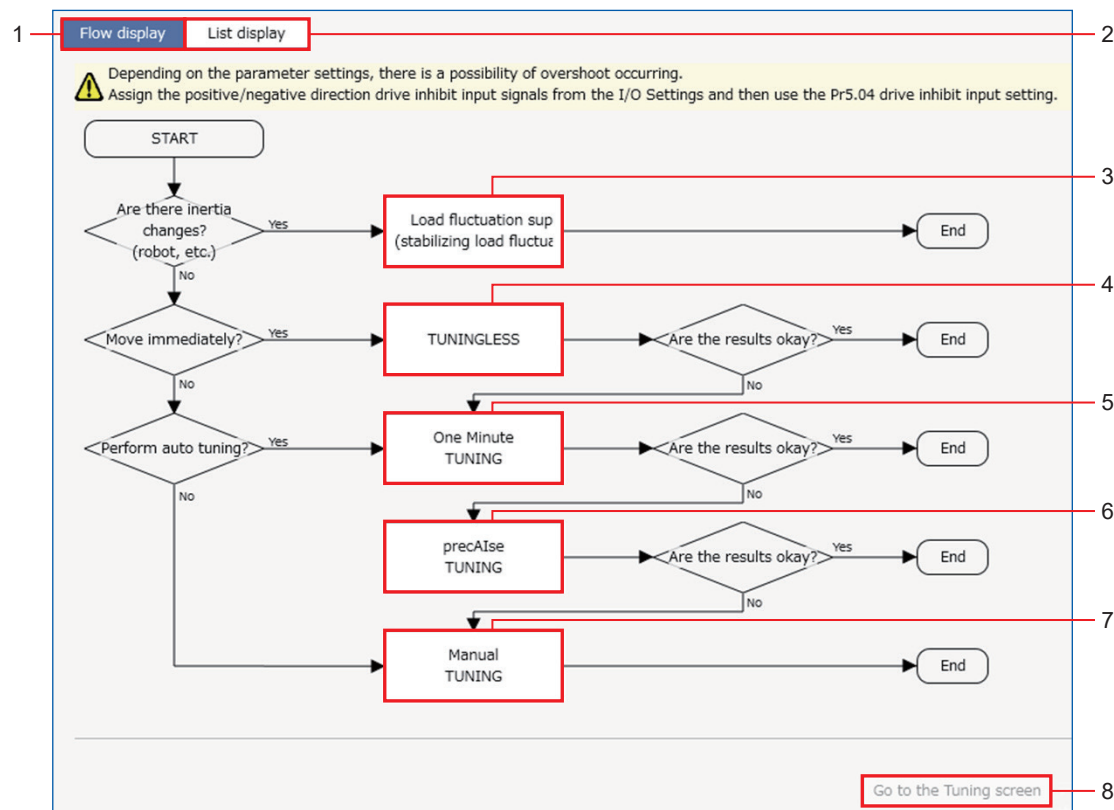 1
Flow display
List display
2
Depending on the parameter settings, there is a possibility of overshoot occurring.
Assign the positive/negative direction drive inhibit input signals from the I/O Settings and then use the Pr5.04 drive inhibit input setting.
START
3
Are there inertia
changes?
(robot, etc.)
Yes
Load fluctuation sup
(stabilizing load fluctua
End
No
4
Move immediately?
Yes
TUNINGLESS
Are the results okay?
Yes
End
No
No
5
Perform auto tuning?
Yes
One Minute
TUNING
Are the results okay?
Yes
End
No
No
6
precAIse
TUNING
Are the results okay?
Yes
End
No
7
Manual
TUNING
End
Go to the Tuning screen
8